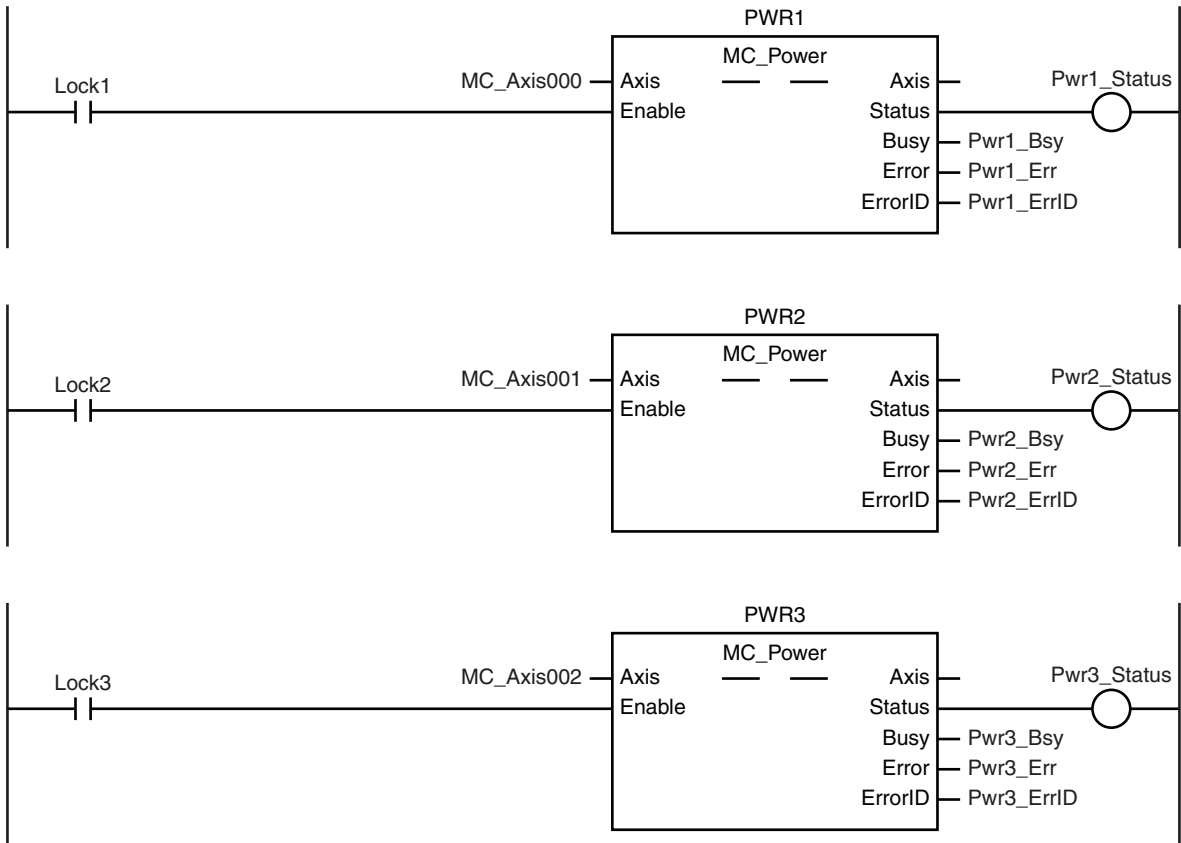 PWR1
MC_Power
Lock1
MC_Axis000 Axis Axis Pwr1_Status
Enable Status
Busy Pwr1_Bsy
Error Pwr1_Err
ErrorID Pwr1_ErrID
PWR2
MC_Power
Lock2
MC_Axis001 Axis Axis Pwr2_Status
Enable Status
Busy Pwr2_Bsy
Error Pwr2_Err
ErrorID Pwr2_ErrID
PWR3
MC_Power
Lock3
MC_Axis002 Axis Axis Pwr3_Status
Enable Status
Busy Pwr3_Bsy
Error Pwr3_Err
ErrorID Pwr3_ErrID